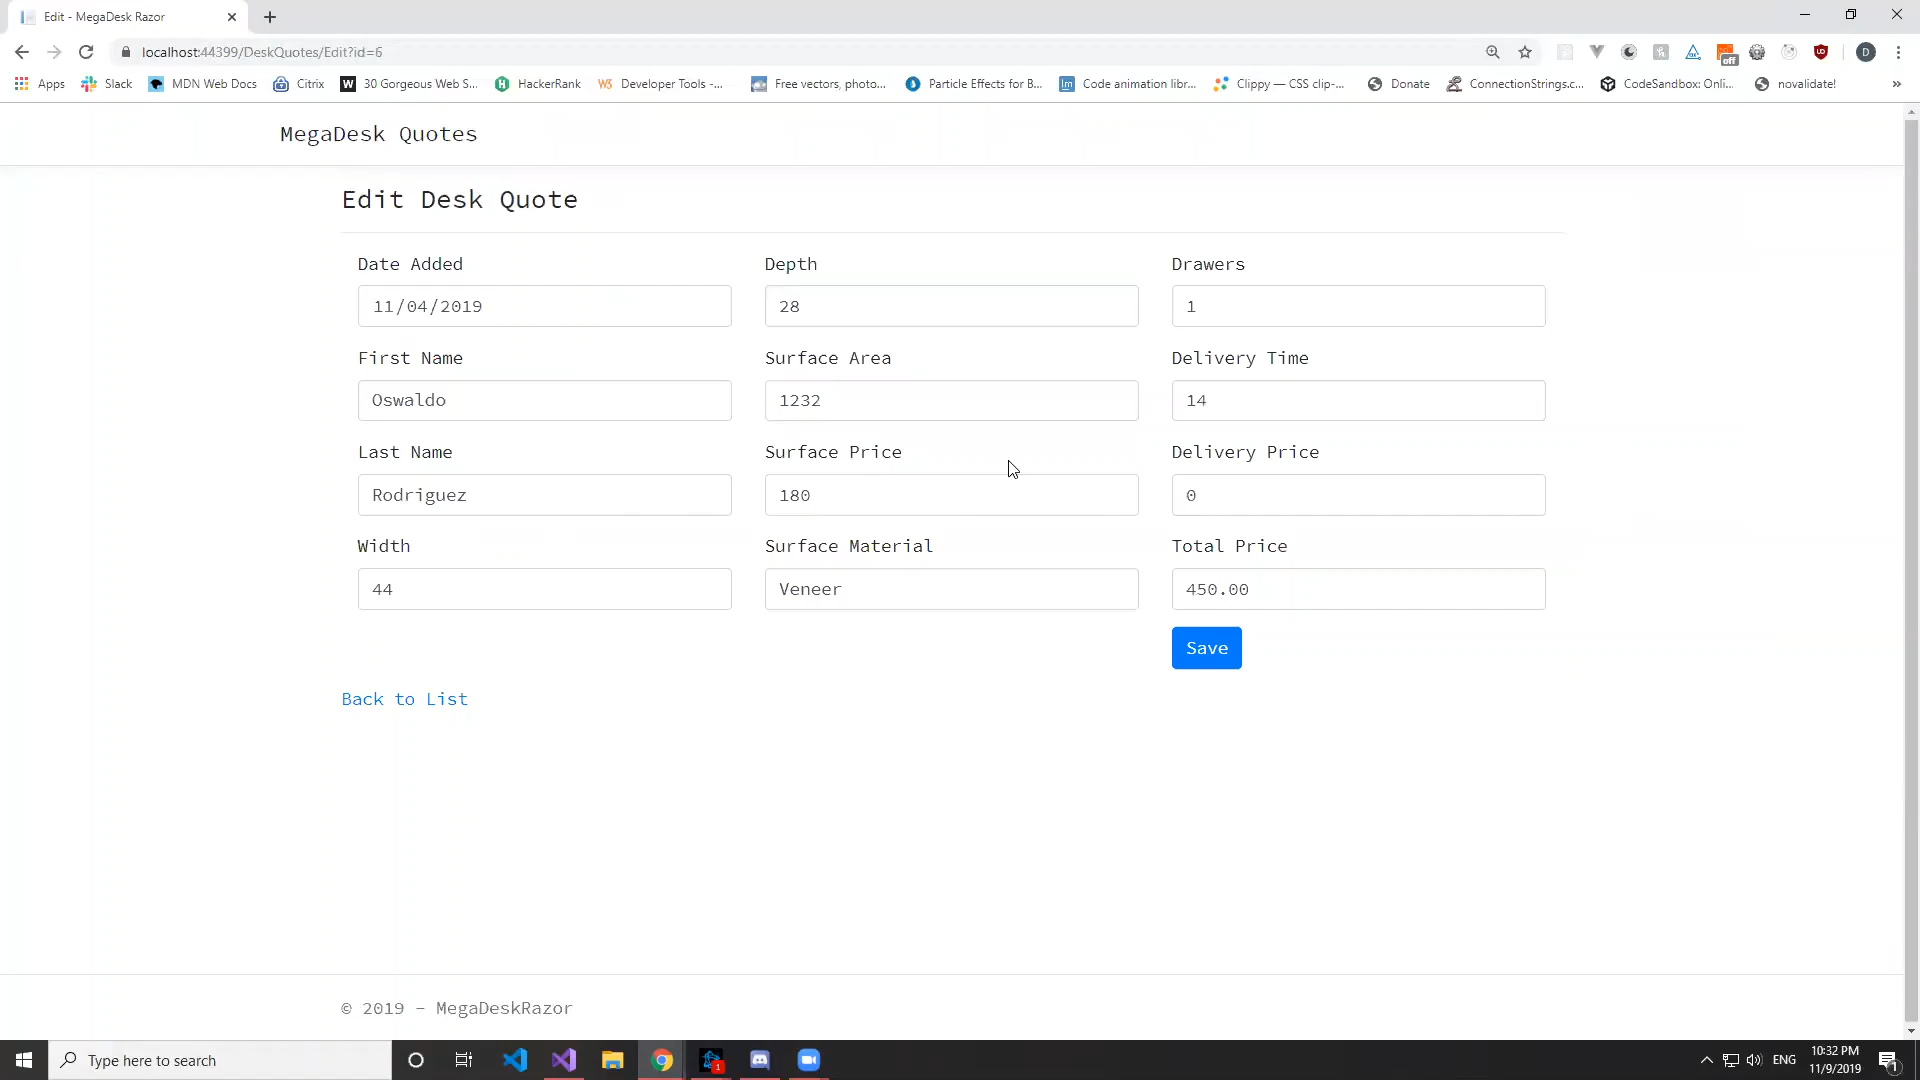 Edit - MegaDesk Razor
localhost:44399/DeskQuotes/Edit?id=6
off
D
Apps
Slack
MDN Web Docs
Citrix
W
30 Gorgeous Web S...
HackerRank
Developer Tools -...
Free vectors, photo...
Particle Effects for B...
lm
Code animation libr...
Clippy — CSS clip-...
Donate
ConnectionStrings.c...
CodeSandbox: Onli...
novalidate!
»
MegaDesk Quotes
Edit Desk Quote
Date Added
Depth
Drawers
11/04/2019
28
1
First Name
Surface Area
Delivery Time
Oswaldo
1232
14
Last Name
Surface Price
Delivery Price
Rodriguez
180
0
Width
Surface Material
Total Price
44
Veneer
450.00
Save
Back to List
© 2019 - MegaDeskRazor
Type here to search
1
ENG
10:32 PM
11/9/2019
1